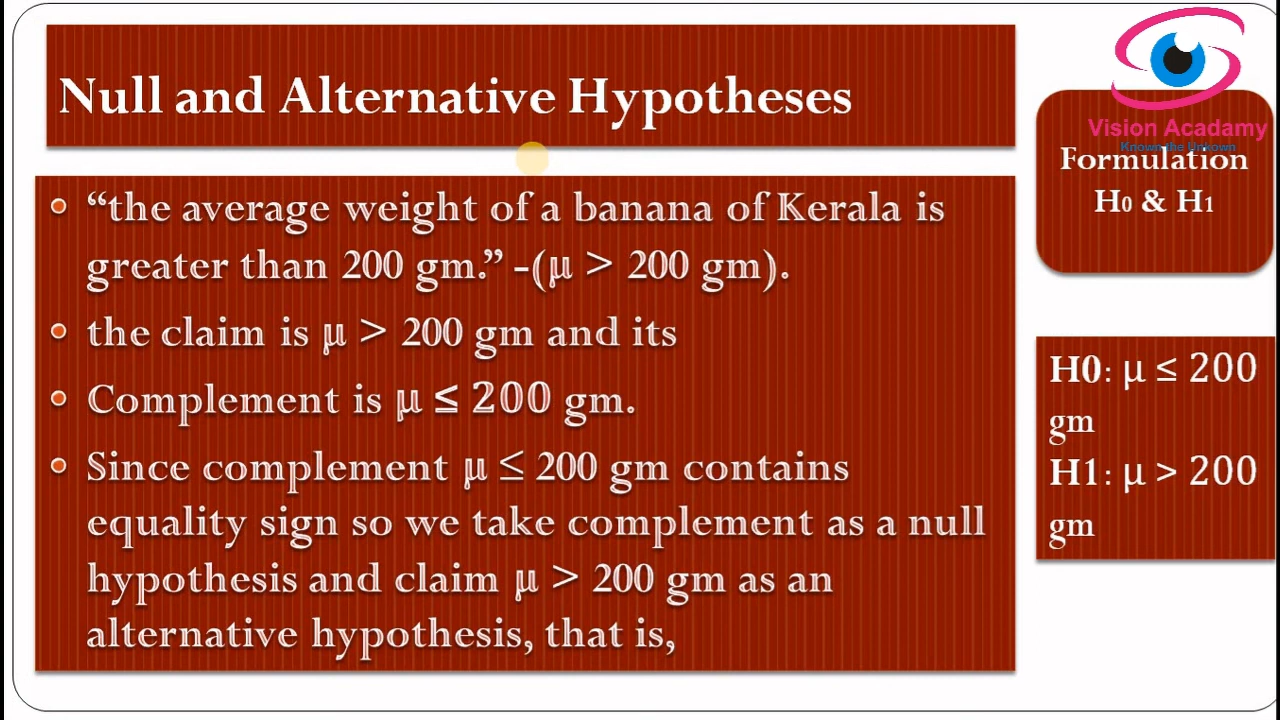 Null and Alternative Hypotheses
“the average weight of a banana of Kerala is
greater than 200 gm.” -(μ > 200 gm).
the claim is μ > 200 gm and its
Complement is μ ≤ 200 gm.
Since complement μ ≤ 200 gm contains
equality sign so we take complement as a null
hypothesis and claim μ > 200 gm as an
alternative hypothesis, that is,
Vision Acadamy
Known the Unkown
Formulation
H0 & H1
H0: μ ≤ 200
gm
H1: μ > 200
gm